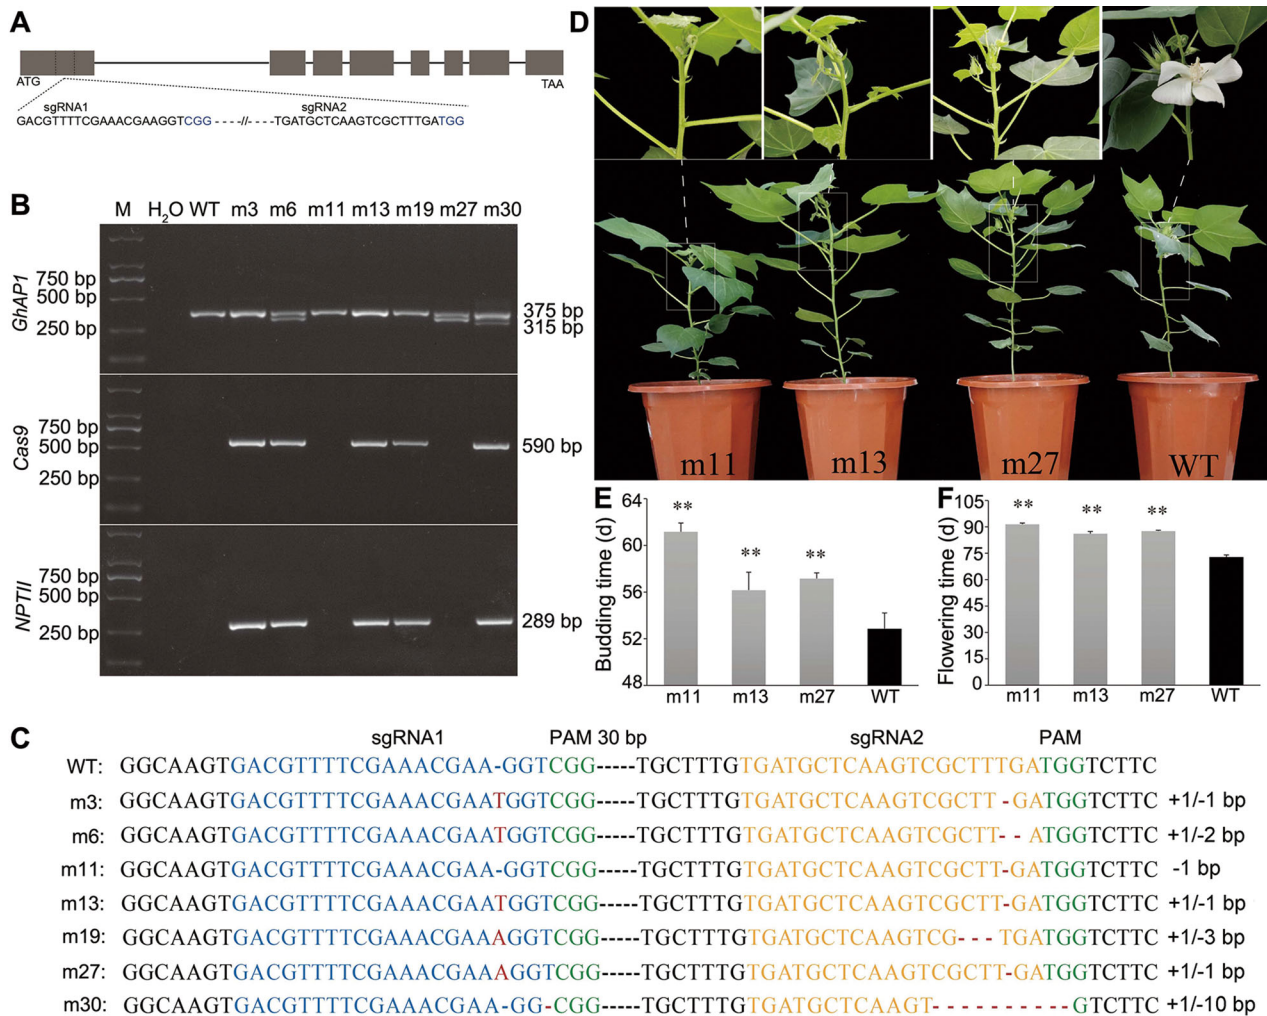 A
ATG
TAA
sgRNA1 sgRNA2
GACGTTTTCGAAACGAAGGTCGG ----//----TGATGCTCAAGTCGCTTTGATGG
B
M H2O WT m3 m6 m11 m13 m19 m27 m30
GhAP1
750 bp
500 bp
250 bp
375 bp
315 bp
Cas9
750 bp
500 bp
250 bp
590 bp
NPTII
750 bp
500 bp
250 bp
289 bp
D
m11 m13 m27 WT
E
Budding time (d)
64
60
56
52
48
** ** **
m11 m13 m27 WT
F
Flowering time (d)
105
90
75
60
45
30
15
0
** ** **
m11 m13 m27 WT
C
sgRNA1 PAM 30 bp sgRNA2 PAM
WT: GGCAAGTGACGTTTTCGAAACGAA-GGTCGG-----TGCTTTGTGATGCTCAAGTCGCTTTGATGGTCTTC
m3: GGCAAGTGACGTTTTCGAAACGAATGGTCGG-----TGCTTTGTGATGCTCAAGTCGCTT-GATGGTCTTC +1/-1 bp
m6: GGCAAGTGACGTTTTCGAAACGAATGGTCGG-----TGCTTTGTGATGCTCAAGTCGCTT-- ATGGTCTTC +1/-2 bp
m11: GGCAAGTGACGTTTTCGAAACGAA-GGTCGG-----TGCTTTGTGATGCTCAAGTCGCTT-GATGGTCTTC -1 bp
m13: GGCAAGTGACGTTTTCGAAACGAATGGTCGG-----TGCTTTGTGATGCTCAAGTCGCTT-GATGGTCTTC +1/-1 bp
m19: GGCAAGTGACGTTTTCGAAACGAAAGGTCGG-----TGCTTTGTGATGCTCAAGTCG--- TGATGGTCTTC +1/-3 bp
m27: GGCAAGTGACGTTTTCGAAACGAAAGGTCGG-----TGCTTTGTGATGCTCAAGTCGCTT-GATGGTCTTC +1/-1 bp
m30: GGCAAGTGACGTTTTCGAAACGAA-GG-CGG-----TGCTTTGTGATGCTCAAGT----------GTCTTC +1/-10 bp